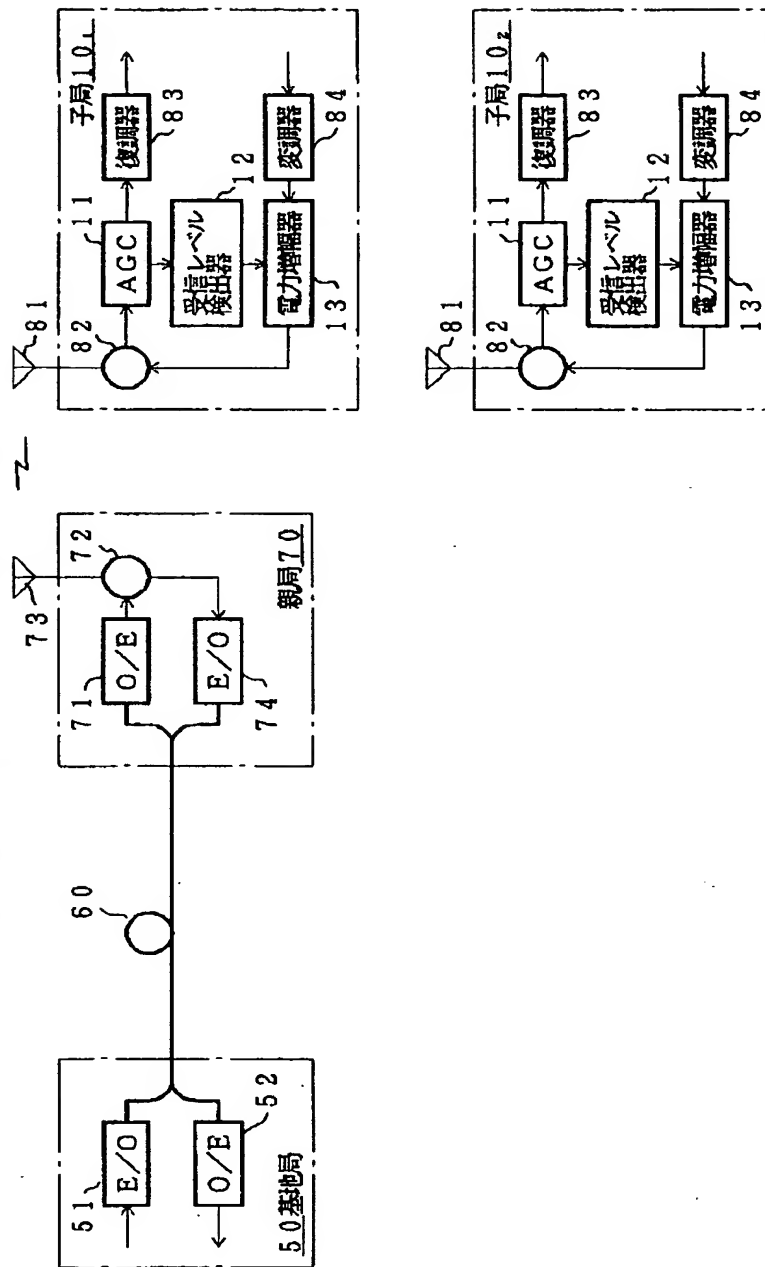 51
E/O
O/E
52
50基地局
60
73
72
71
O/E
E/O
74
親局70
81
82
11
AGC
復調器
83
子局10₁
受信レベル
検出器
12
電力増幅器
13
変調器
84
81
82
11
AGC
復調器
83
子局10₂
受信レベル
検出器
12
電力増幅器
13
変調器
84